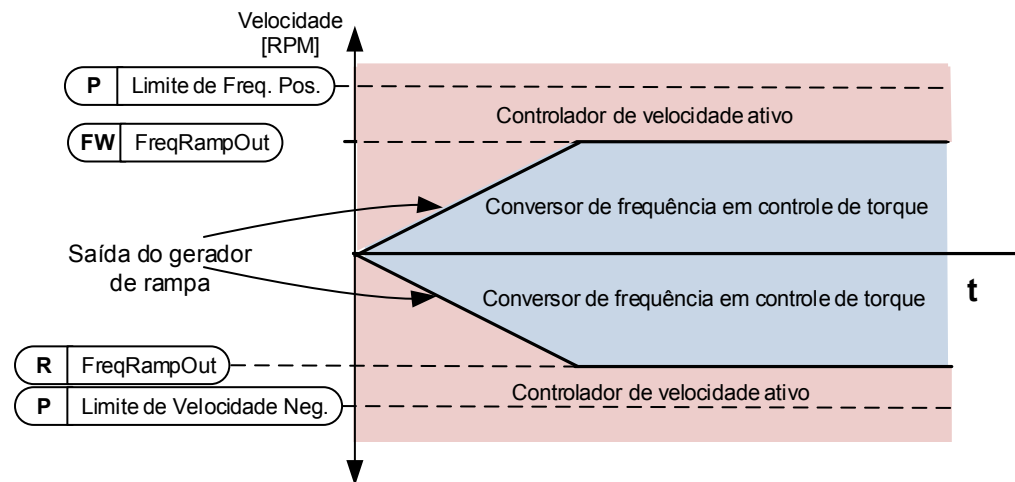 Velocidade
[RPM]
P Limite de Freq. Pos.
Controlador de velocidade ativo
FW FreqRampOut
Conversor de frequência em controle de torque
Saída do gerador
de rampa
Conversor de frequência em controle de torque
t
R FreqRampOut
Controlador de velocidade ativo
P Limite de Velocidade Neg.